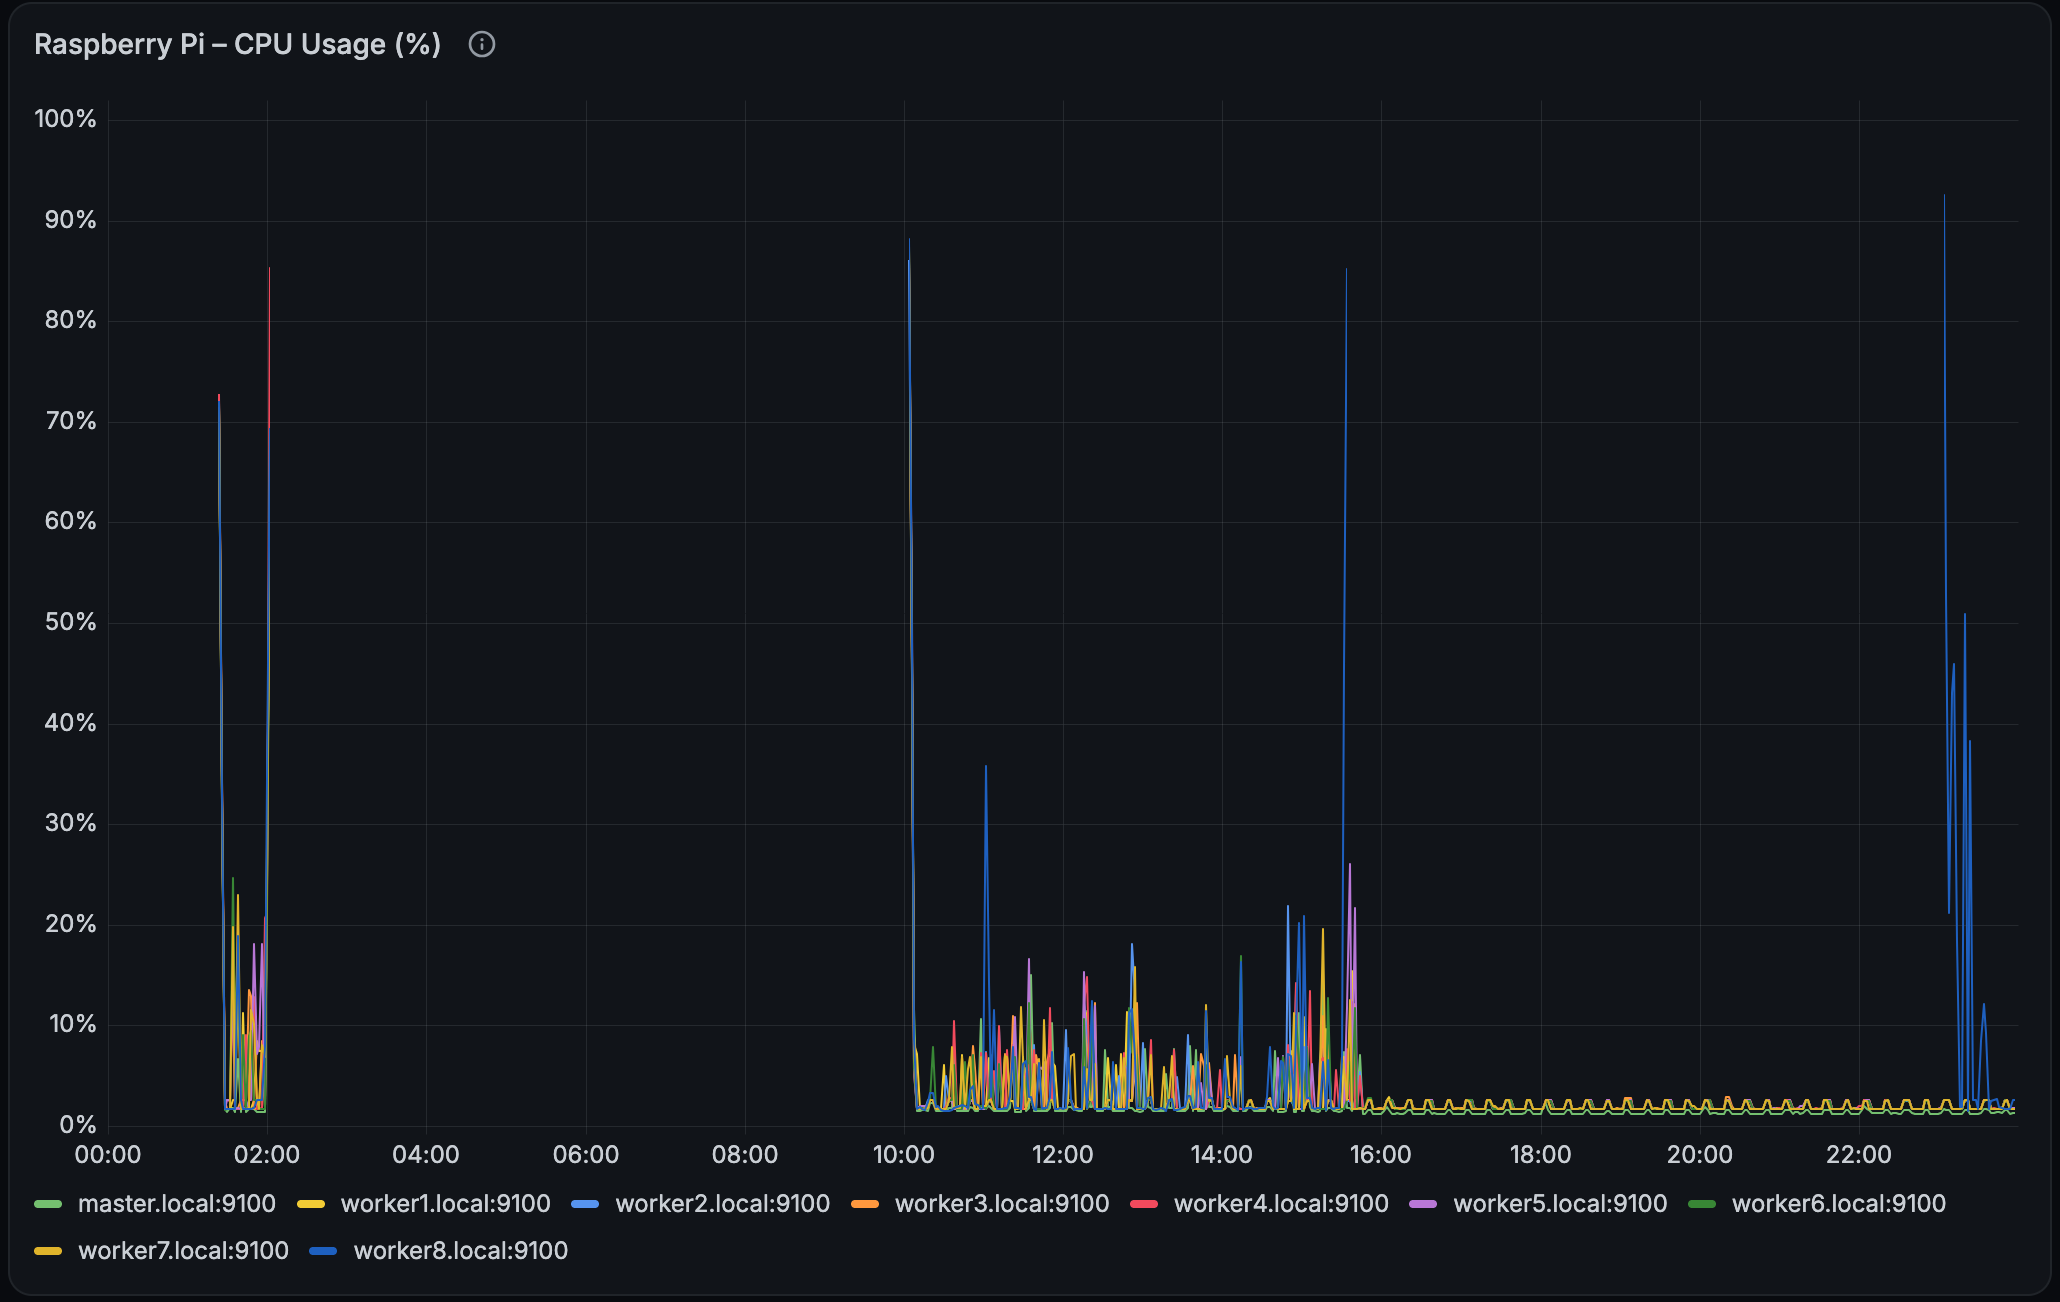 Raspberry Pi – CPU Usage (%)
100%
90%
80%
70%
60%
50%
40%
30%
20%
10%
0%
00:00 02:00 04:00 06:00 08:00 10:00 12:00 14:00 16:00 18:00 20:00 22:00
master.local:9100 worker1.local:9100 worker2.local:9100 worker3.local:9100 worker4.local:9100 worker5.local:9100 worker6.local:9100
worker7.local:9100 worker8.local:9100